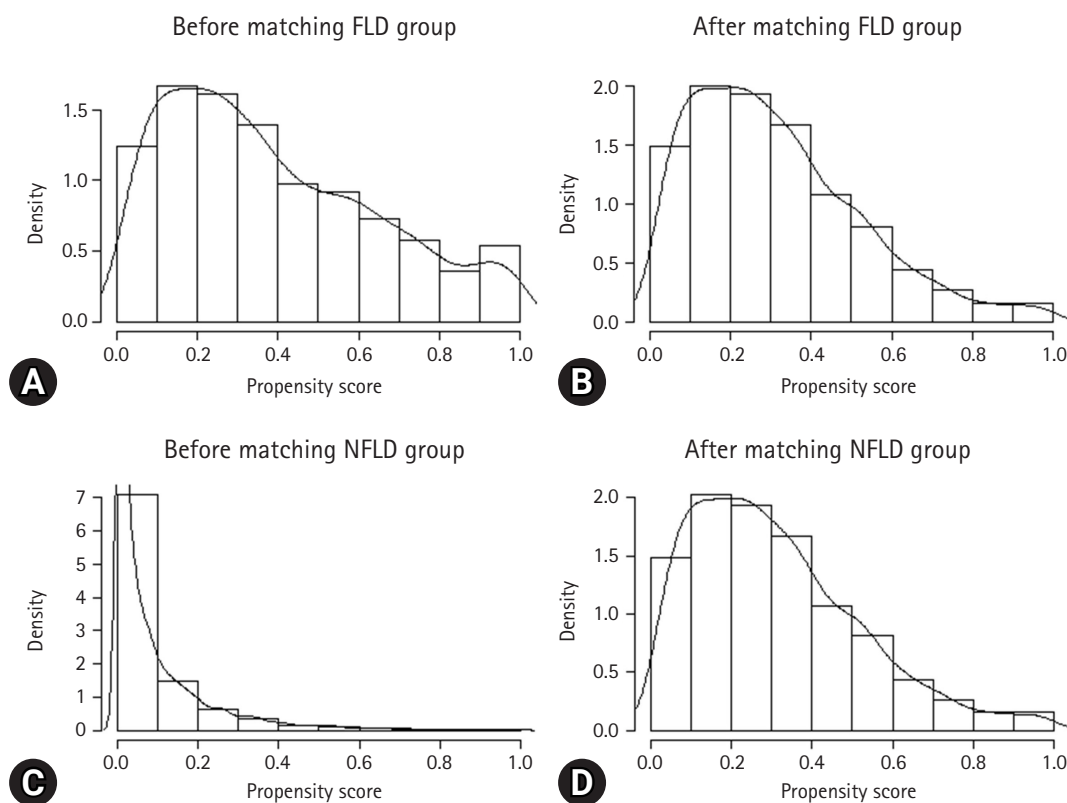 Before matching FLD group
Density
1.5
1.0
0.5
0.0
0.0 0.2 0.4 0.6 0.8 1.0
Propensity score
A
After matching FLD group
Density
2.0
1.5
1.0
0.5
0.0
0.0 0.2 0.4 0.6 0.8 1.0
Propensity score
B
Before matching NFLD group
Density
7
6
5
4
3
2
1
0
0.0 0.2 0.4 0.6 0.8 1.0
Propensity score
C
After matching NFLD group
Density
2.0
1.5
1.0
0.5
0.0
0.0 0.2 0.4 0.6 0.8 1.0
Propensity score
D